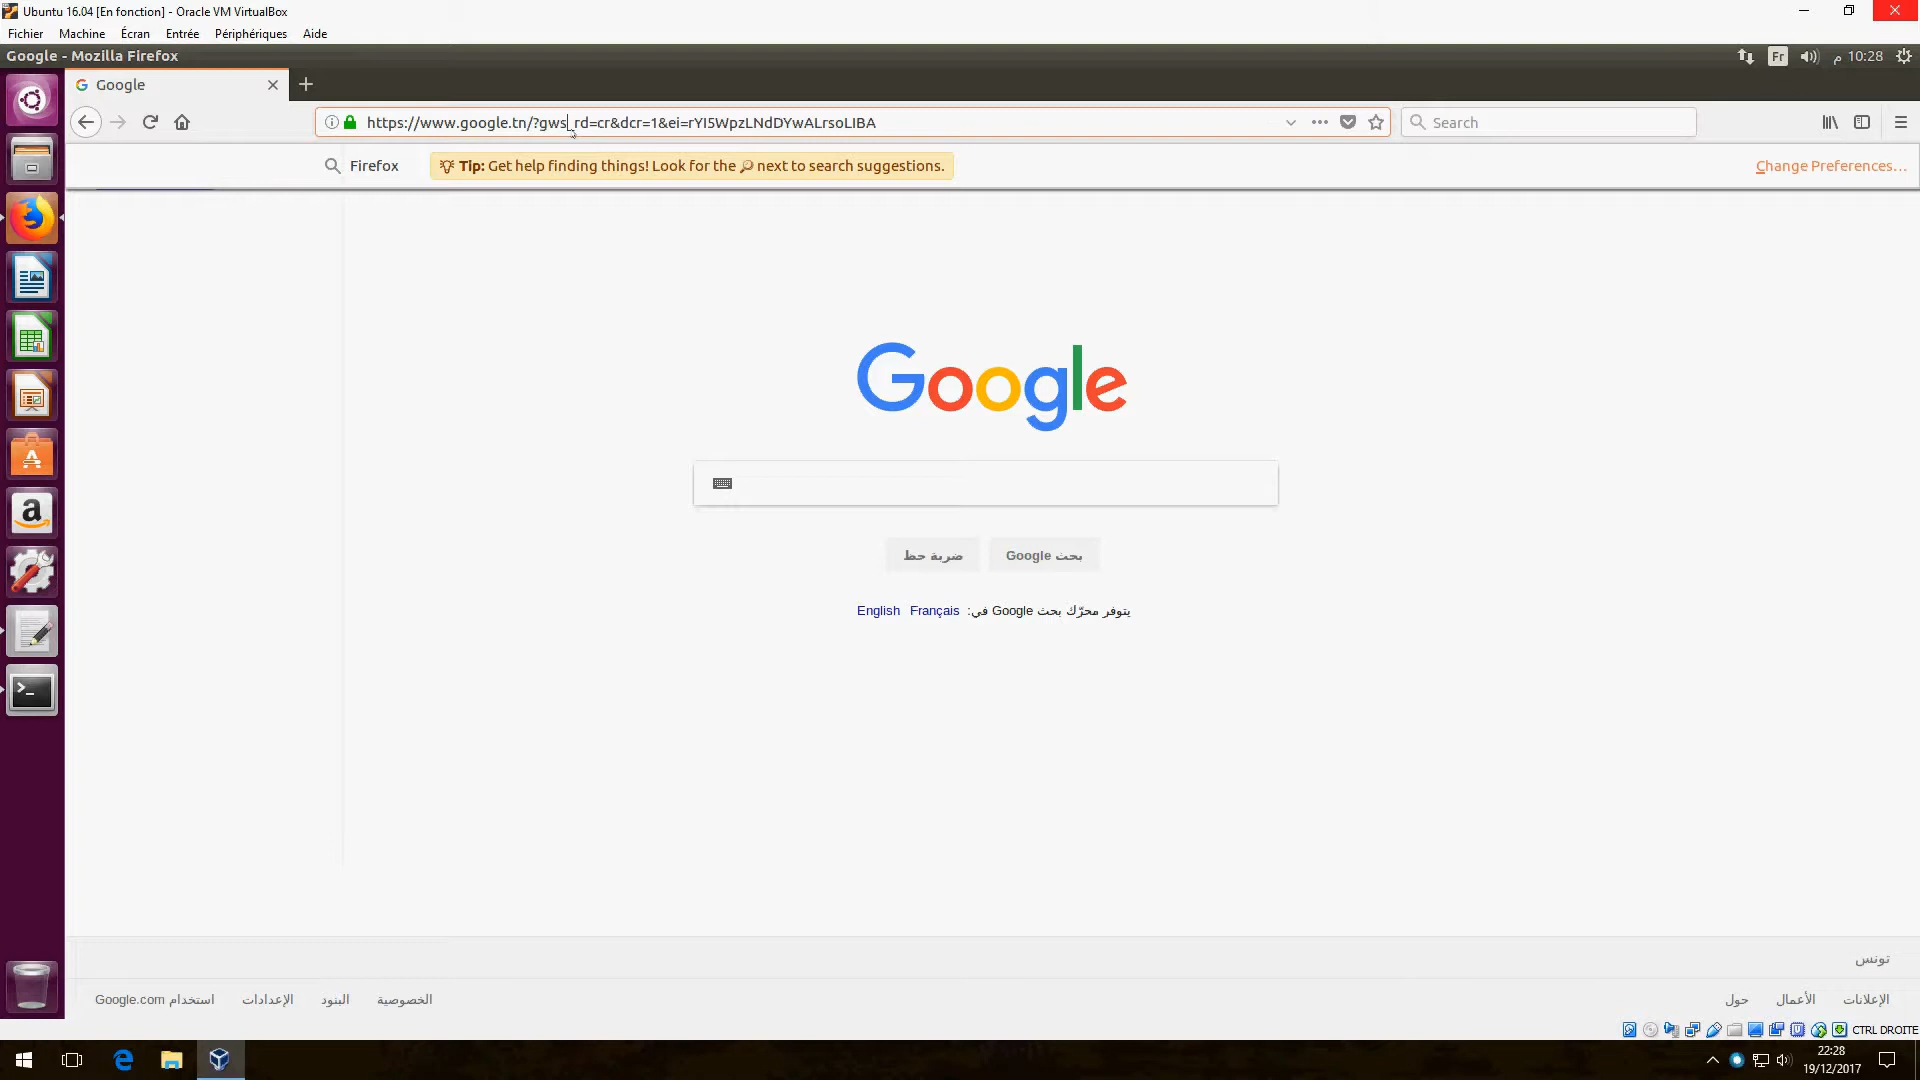 Ubuntu 16.04 [En fonction] - Oracle VM VirtualBox
Fichier Machine Écran Entrée Périphériques Aide
Google - Mozilla Firefox
Fr
10:28 م
Google
https://www.google.tn/?gws_rd=cr&dcr=1&ei=rYI5WpzLNdDYwALrsoLIBA
Search
Firefox
Tip: Get help finding things! Look for the next to search suggestions.
Change Preferences…
Google
ضربة حظ
بحث Google
يتوفر محرّك بحث Google في: Français English
تونس
استخدام Google.com الإعدادات البنود الخصوصية
حول الأعمال الإعلانات
CTRL DROITE
22:28
19/12/2017